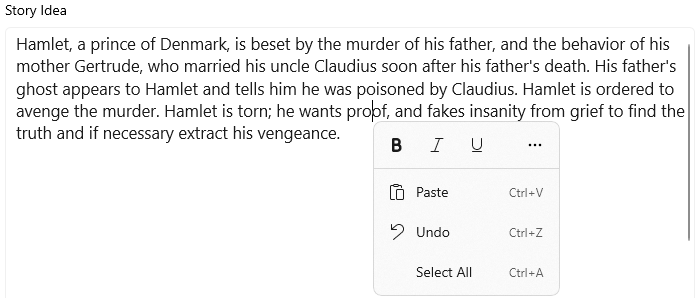 Story Idea
Hamlet, a prince of Denmark, is beset by the murder of his father, and the behavior of his
mother Gertrude, who married his uncle Claudius soon after his father's death. His father's
ghost appears to Hamlet and tells him he was poisoned by Claudius. Hamlet is ordered to
avenge the murder. Hamlet is torn; he wants proof, and fakes insanity from grief to find the
truth and if necessary extract his vengeance.
B I U ...
Paste Ctrl+V
Undo Ctrl+Z
Select All Ctrl+A